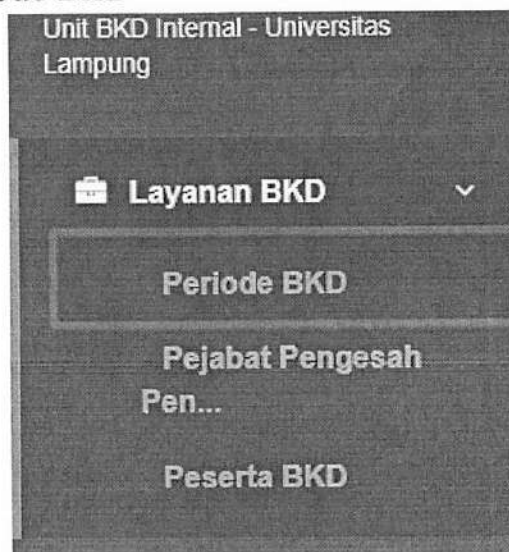 Unit BKD Internal - Universitas
Lampung
Layanan BKD
Periode BKD
Pejabat Pengesah
Pen...
Peserta BKD